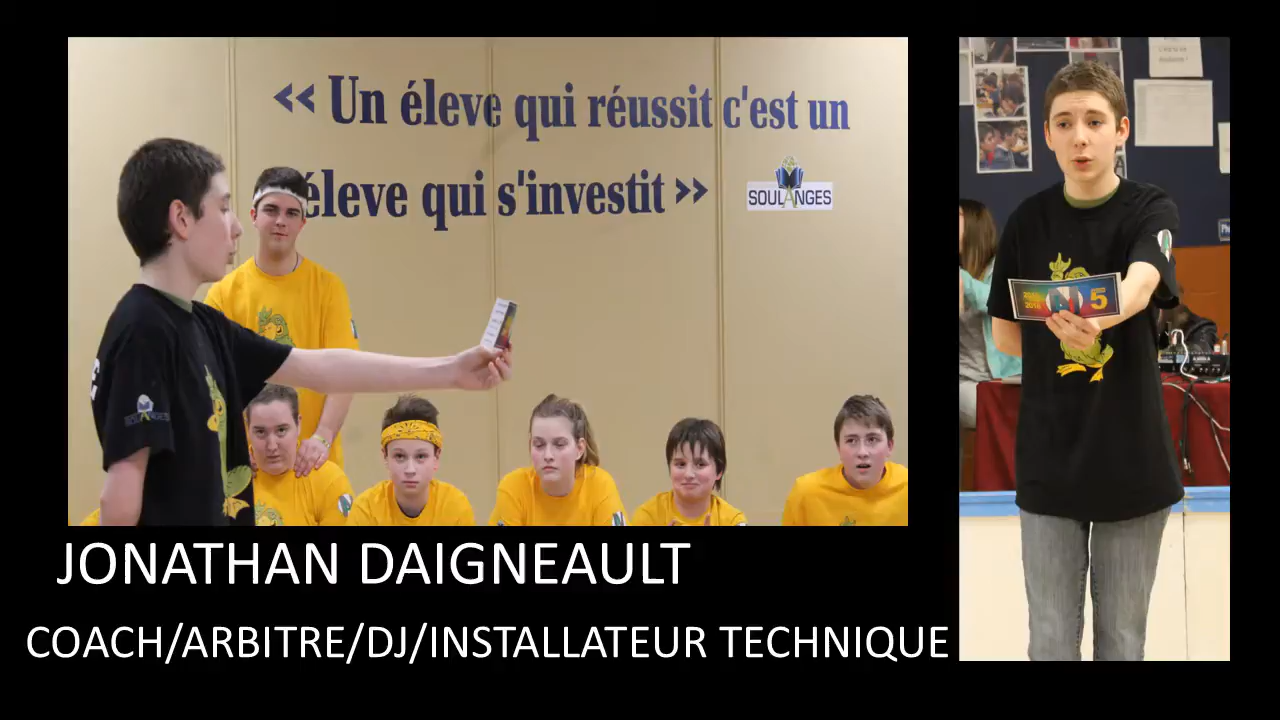 « Un éleve qui réussit c'est un
éleve qui s'investit »
SOULANGES
5
JONATHAN DAIGNEAULT
COACH/ARBITRE/DJ/INSTALLATEUR TECHNIQUE